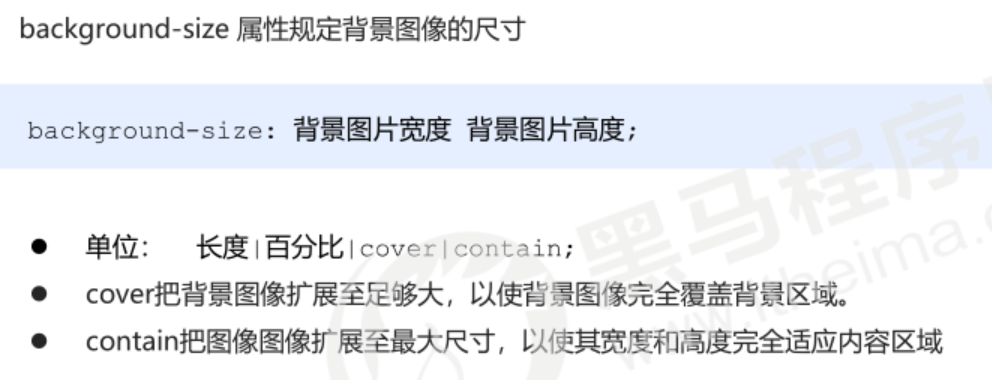 background-size 属性规定背景图像的尺寸
background-size: 背景图片宽度 背景图片高度;
● 单位： 长度|百分比|cover|contain;
● cover把背景图像扩展至足够大，以使背景图像完全覆盖背景区域。
● contain把图像图像扩展至最大尺寸，以使其宽度和高度完全适应内容区域
黑马程序
www.itheima.c